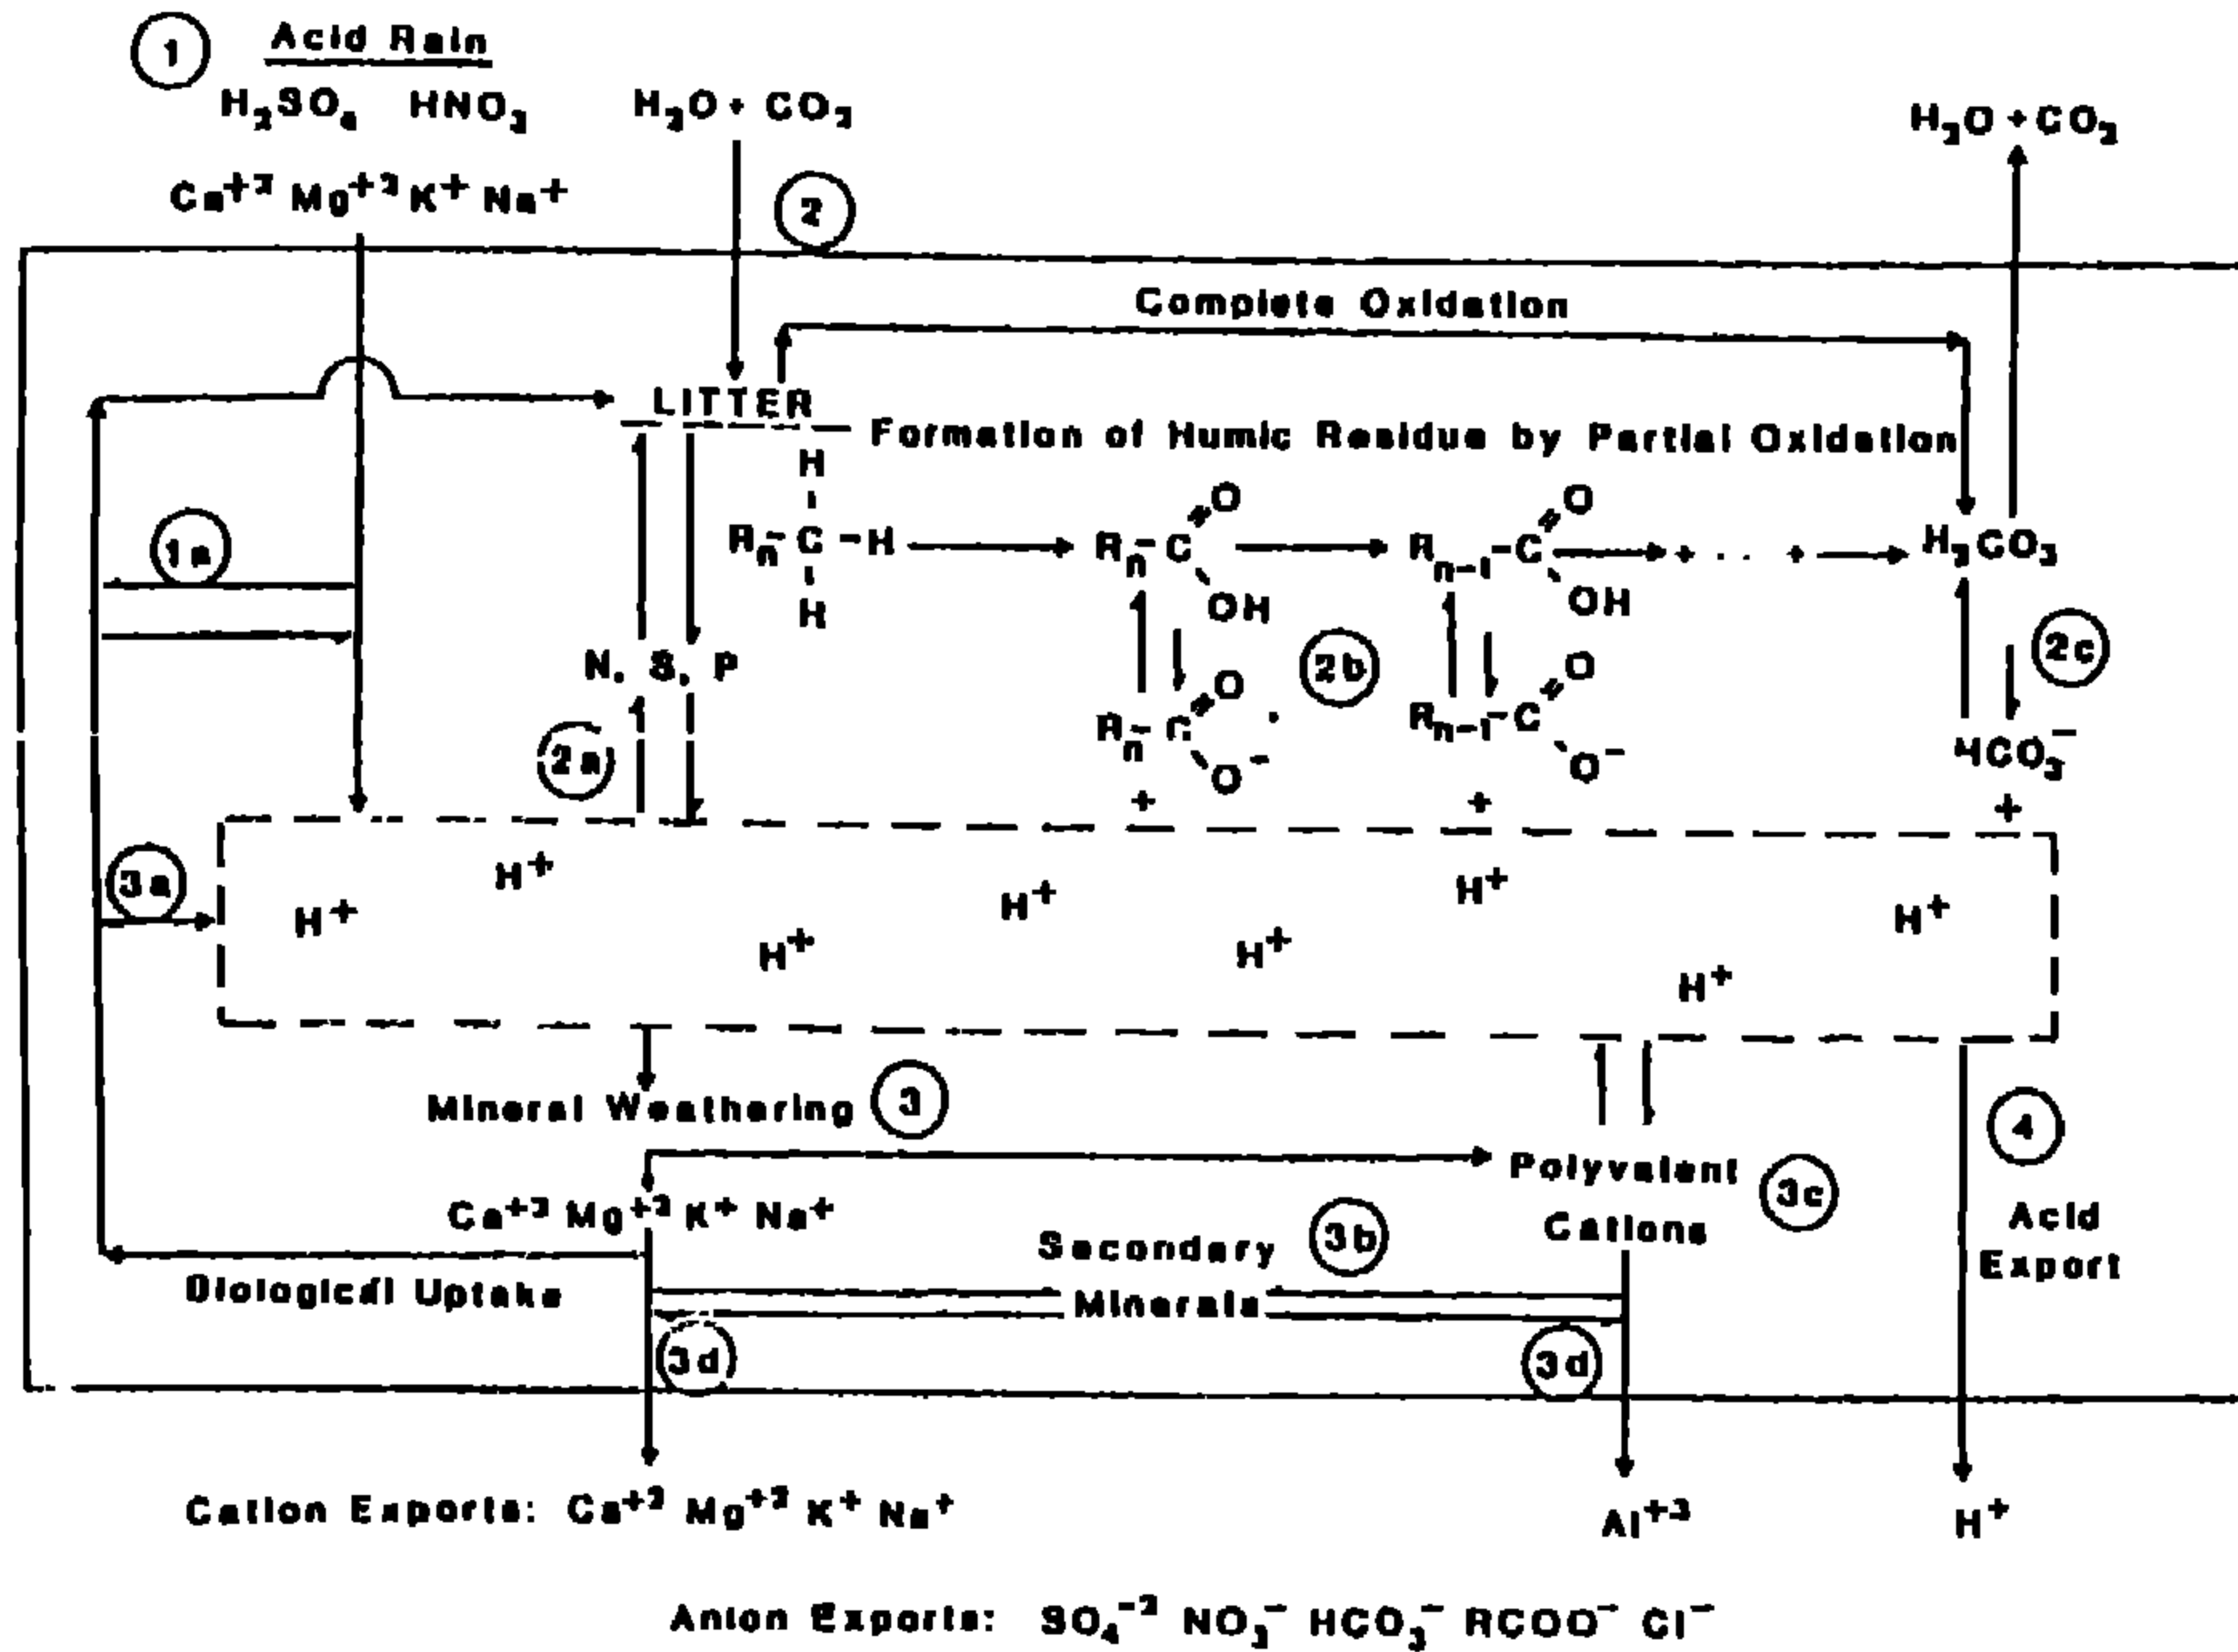 1 Acid Rain
H₂SO₄ HNO₃ H₂O + CO₂ H₂O + CO₂
Ca⁺² Mg⁺² K⁺ Na⁺
2
Complete Oxidation
LITTER
Formation of Humic Residue by Partial Oxidation
H
O O
1a
Rₙ-C-H Rₙ-C Rₙ₋₁-C + . . + H₂CO₃
H OH OH
N, S, P 2b 2c
O O
2a Rₙ-C Rₙ₋₁-C HCO₃⁻
O⁻ O⁻
+ + +
3a H⁺ H⁺ H⁺ H⁺ H⁺ H⁺ H⁺ H⁺
Mineral Weathering 3
4
Polyvalent 3c
Cations
Ca⁺² Mg⁺² K⁺ Na⁺
Secondary 3b
Minerals
Acid
Export
Biological Uptake
3d 3d
Cation Exports: Ca⁺² Mg⁺² K⁺ Na⁺ Al⁺³ H⁺
Anion Exports: SO₄⁻² NO₃⁻ HCO₃⁻ RCOO⁻ Cl⁻